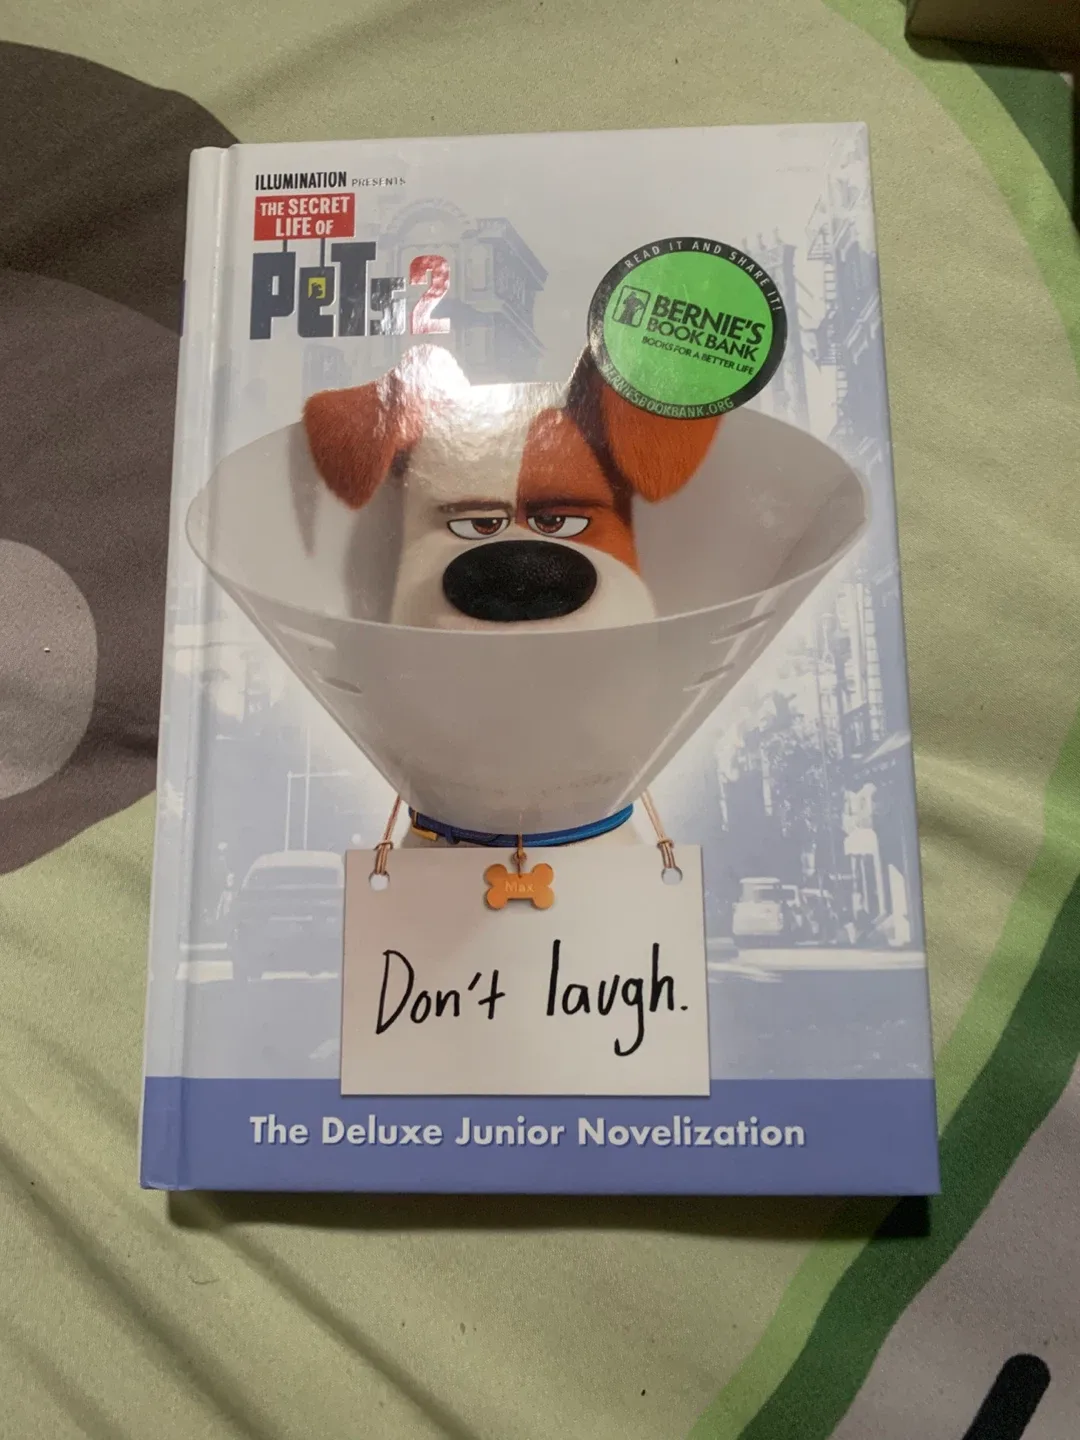 ILLUMINATION PRESENTS
THE SECRET
LIFE OF
PETS 2
READ IT AND SHARE IT!
BERNIE'S
BOOK BANK
BOOKS FOR A BETTER LIFE
BERNIESBOOKBANK.ORG
Max
Don't laugh.
The Deluxe Junior Novelization